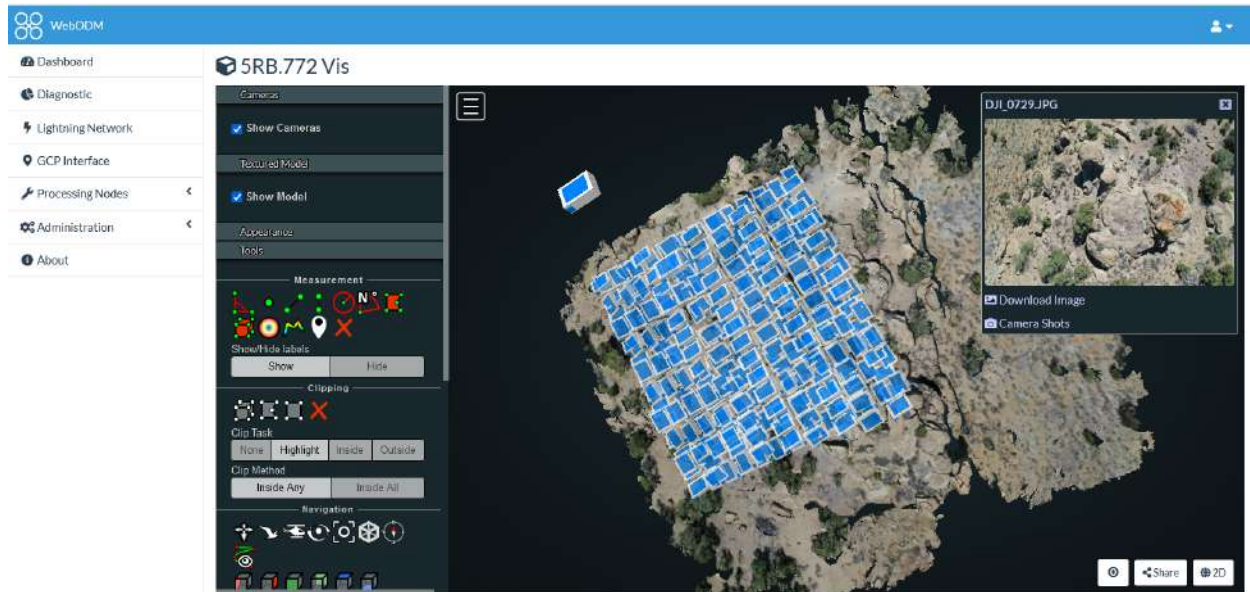 WebODM
Dashboard
Diagnostic
Lightning Network
GCP Interface
Processing Nodes
Administration
About
5RB.772 Vis
Cameras
Show Cameras
Textured Model
Show Model
Appearance
Tools
Measurement
N°
Show/Hide labels
Show Hide
Clipping
Clip Task
None Highlight Inside Outside
Clip Method
Inside Any Inside All
Navigation
DJI_0729.JPG
Download Image
Camera Shots
Share 2D